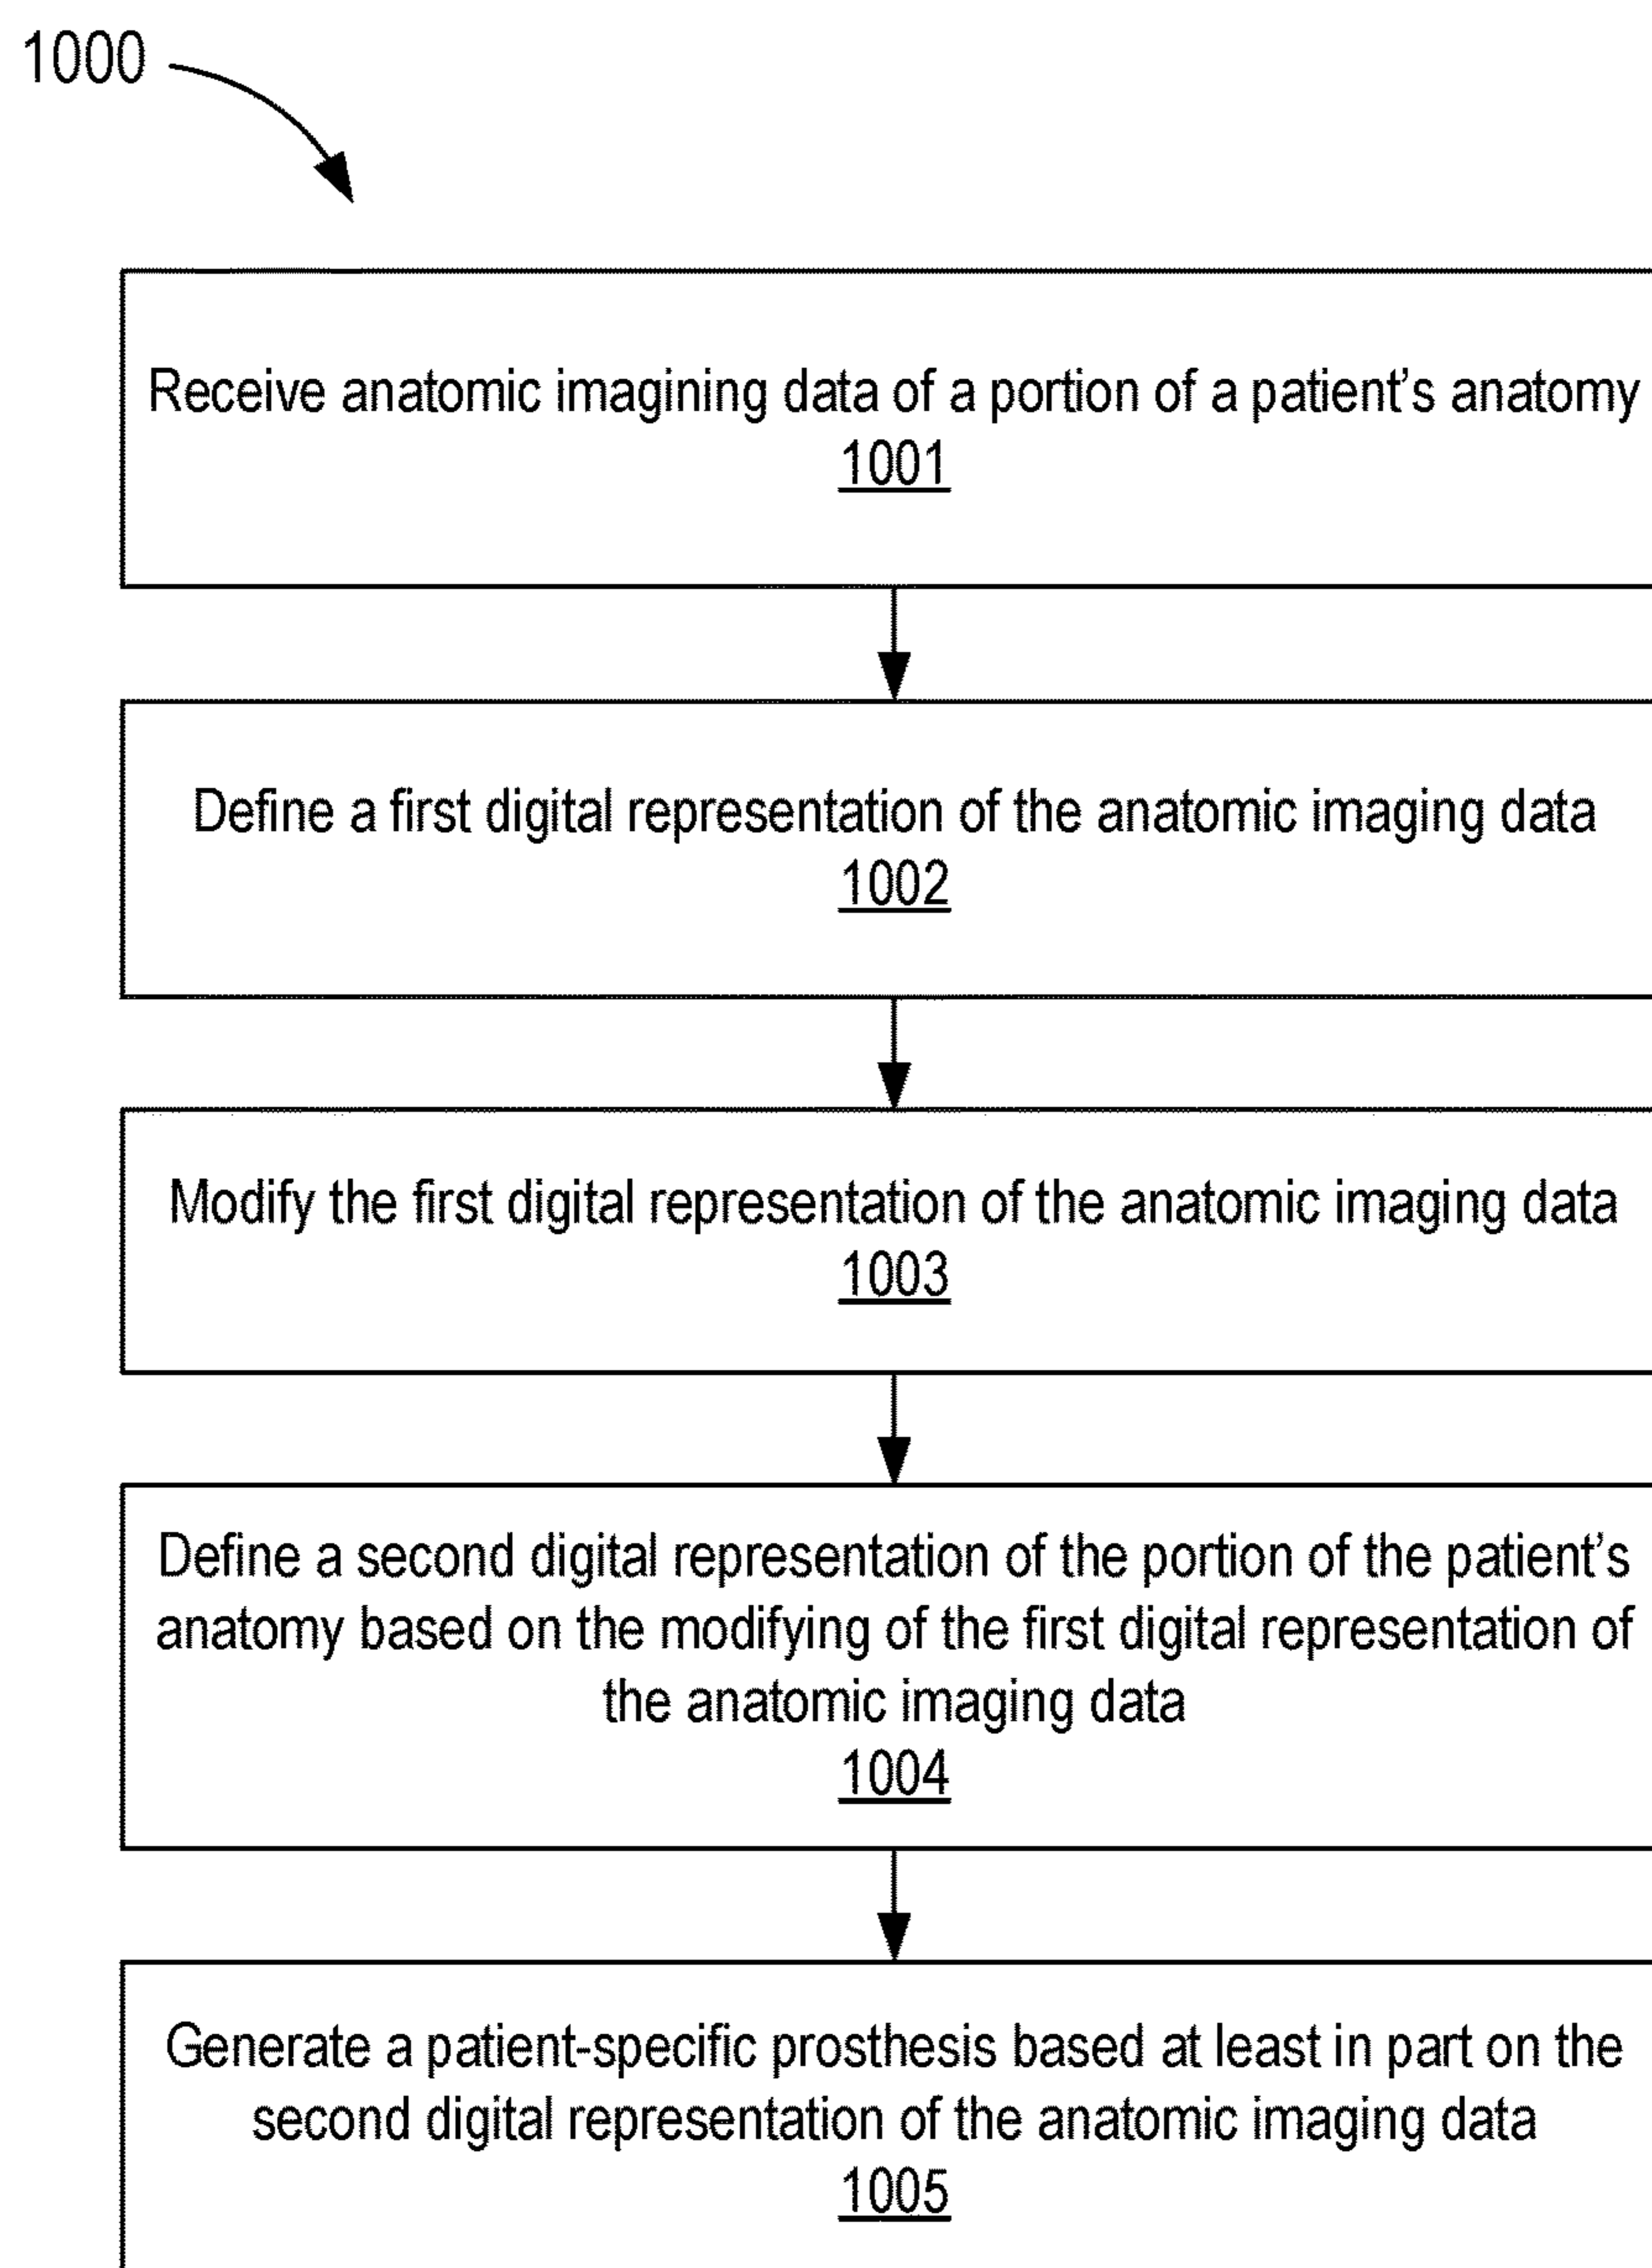 1000
Receive anatomic imagining data of a portion of a patient’s anatomy
1001
Define a first digital representation of the anatomic imaging data
1002
Modify the first digital representation of the anatomic imaging data
1003
Define a second digital representation of the portion of the patient’s
anatomy based on the modifying of the first digital representation of
the anatomic imaging data
1004
Generate a patient-specific prosthesis based at least in part on the
second digital representation of the anatomic imaging data
1005